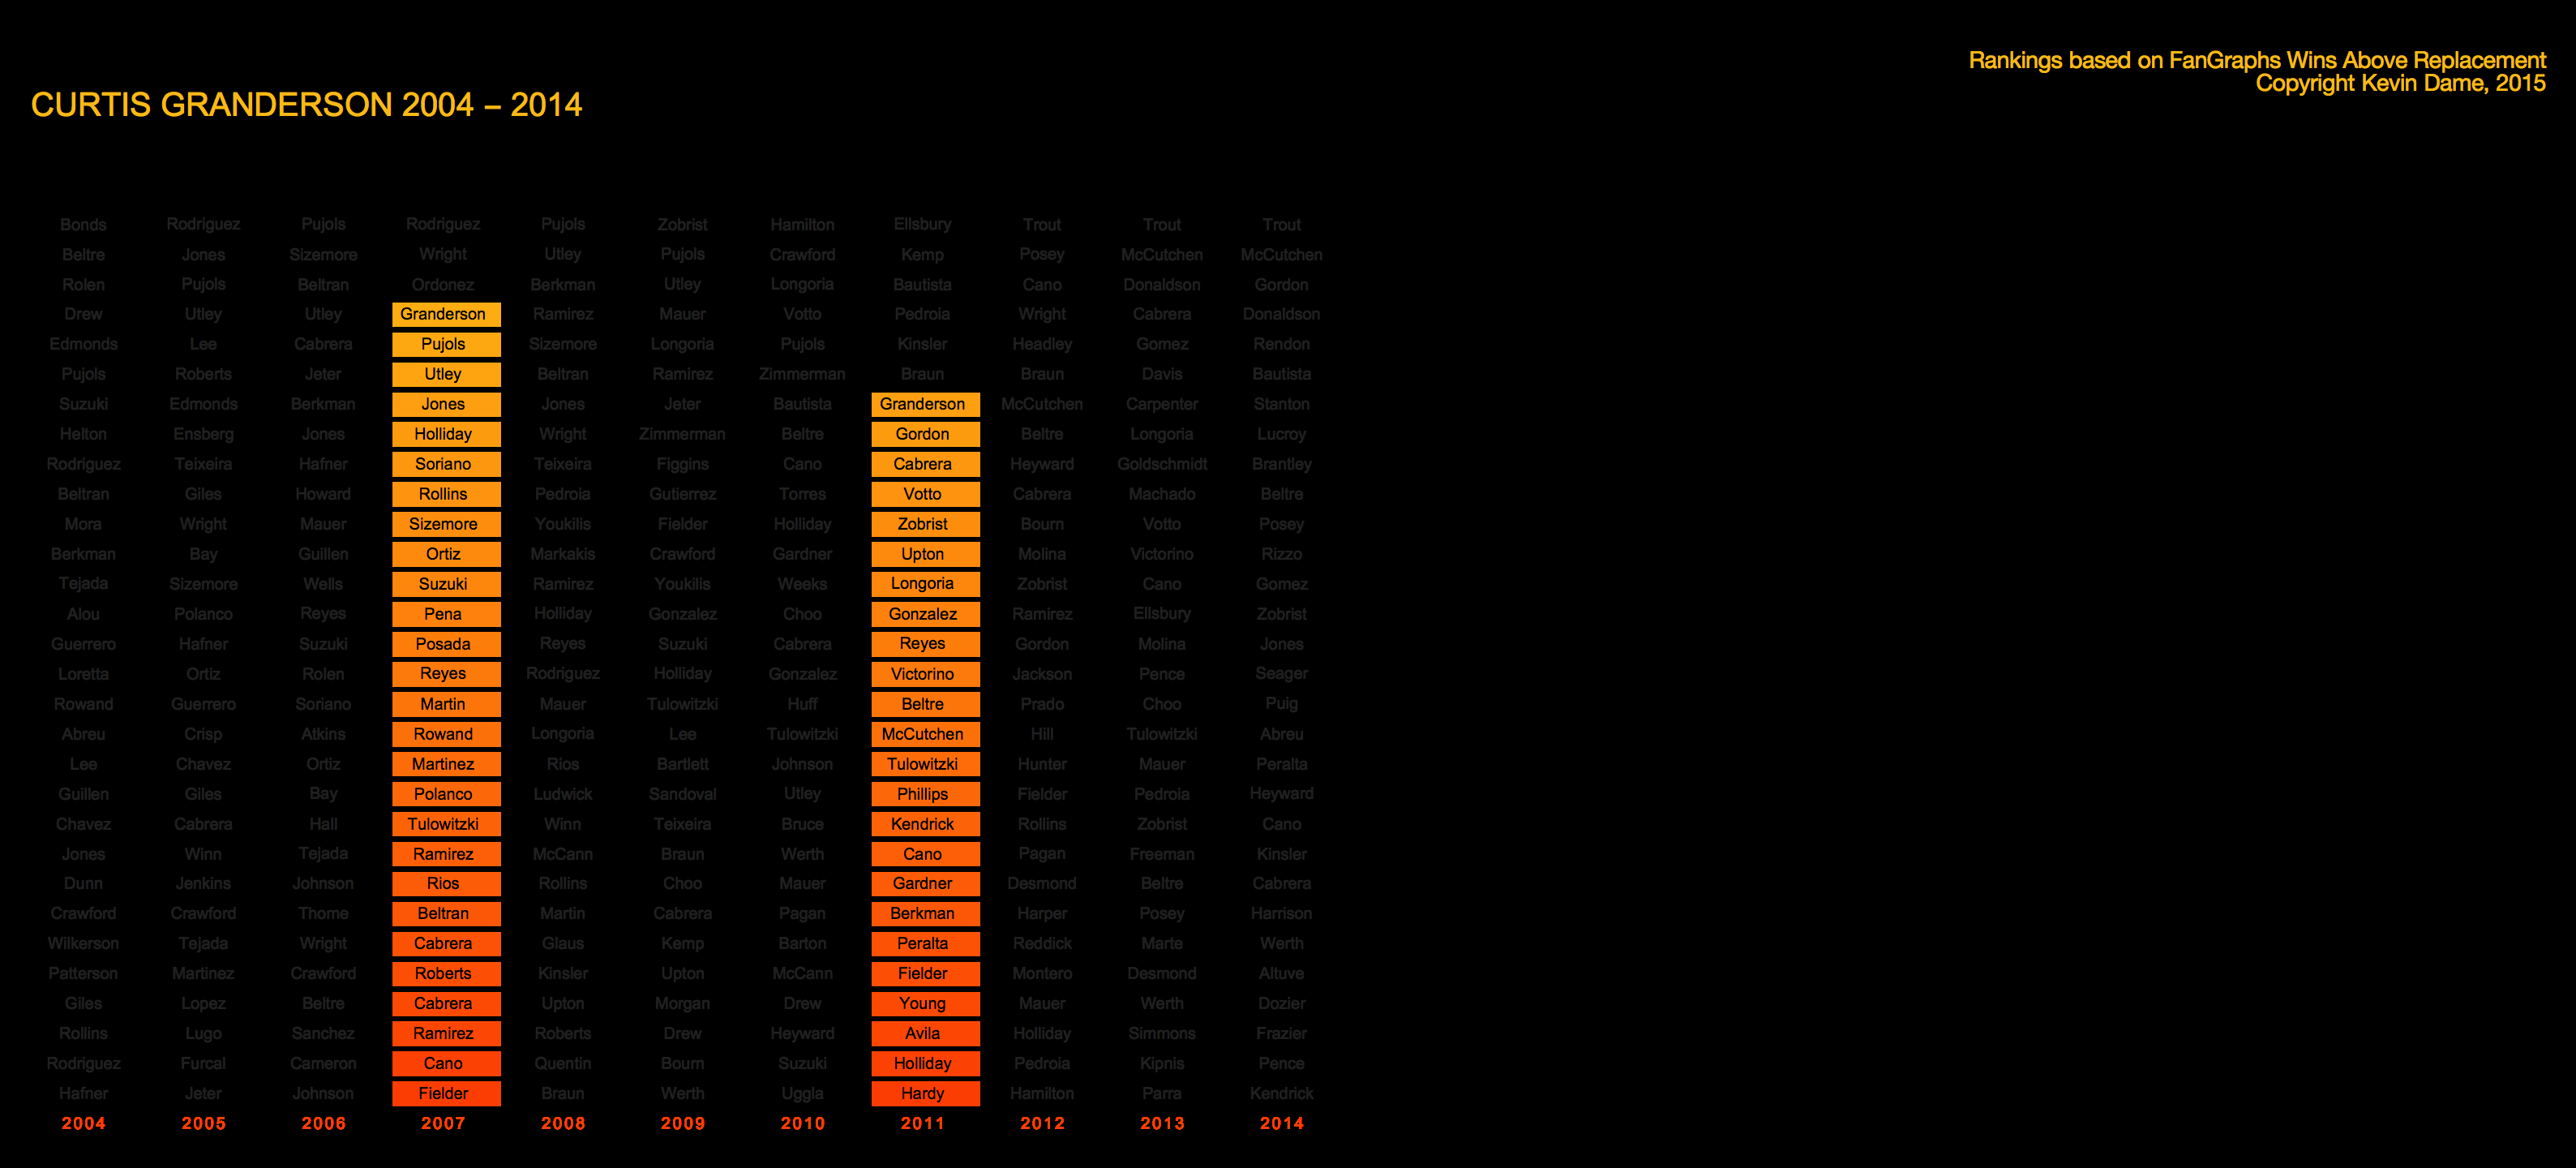 Rankings based on FanGraphs Wins Above Replacement
Copyright Kevin Dame, 2015
CURTIS GRANDERSON 2004 – 2014
Bonds Rodriguez Pujols Rodriguez Pujols Zobrist Hamilton Ellsbury Trout Trout Trout
Beltre Jones Sizemore Wright Utley Pujols Crawford Kemp Posey McCutchen McCutchen
Rolen Pujols Beltran Ordonez Berkman Utley Longoria Bautista Cano Donaldson Gordon
Drew Utley Utley Granderson Ramirez Mauer Votto Pedroia Wright Cabrera Donaldson
Edmonds Lee Cabrera Pujols Sizemore Longoria Pujols Kinsler Headley Gomez Rendon
Pujols Roberts Jeter Utley Beltran Ramirez Zimmerman Braun Braun Davis Bautista
Suzuki Edmonds Berkman Jones Jones Jeter Bautista Granderson McCutchen Carpenter Stanton
Helton Ensberg Jones Holliday Wright Zimmerman Beltre Gordon Beltre Longoria Lucroy
Rodriguez Teixeira Hafner Soriano Teixeira Figgins Cano Cabrera Heyward Goldschmidt Brantley
Beltran Giles Howard Rollins Pedroia Gutierrez Torres Votto Cabrera Machado Beltre
Mora Wright Mauer Sizemore Youkilis Fielder Holliday Zobrist Bourn Votto Posey
Berkman Bay Guillen Ortiz Markakis Crawford Gardner Upton Molina Victorino Rizzo
Tejada Sizemore Wells Suzuki Ramirez Youkilis Weeks Longoria Zobrist Cano Gomez
Alou Polanco Reyes Pena Holliday Gonzalez Choo Gonzalez Ramirez Ellsbury Zobrist
Guerrero Hafner Suzuki Posada Reyes Suzuki Cabrera Reyes Gordon Molina Jones
Loretta Ortiz Rolen Reyes Rodriguez Holliday Gonzalez Victorino Jackson Pence Seager
Rowand Guerrero Soriano Martin Mauer Tulowitzki Huff Beltre Prado Choo Puig
Abreu Crisp Atkins Rowand Longoria Lee Tulowitzki McCutchen Hill Tulowitzki Abreu
Lee Chavez Ortiz Martinez Rios Bartlett Johnson Tulowitzki Hunter Mauer Peralta
Guillen Giles Bay Polanco Ludwick Sandoval Utley Phillips Fielder Pedroia Heyward
Chavez Cabrera Hall Tulowitzki Winn Teixeira Bruce Kendrick Rollins Zobrist Cano
Jones Winn Tejada Ramirez McCann Braun Werth Cano Pagan Freeman Kinsler
Dunn Jenkins Johnson Rios Rollins Choo Mauer Gardner Desmond Beltre Cabrera
Crawford Crawford Thome Beltran Martin Cabrera Pagan Berkman Harper Posey Harrison
Wilkerson Tejada Wright Cabrera Glaus Kemp Barton Peralta Reddick Marte Werth
Patterson Martinez Crawford Roberts Kinsler Upton McCann Fielder Montero Desmond Altuve
Giles Lopez Beltre Cabrera Upton Morgan Drew Young Mauer Werth Dozier
Rollins Lugo Sanchez Ramirez Roberts Drew Heyward Avila Holliday Simmons Frazier
Rodriguez Furcal Cameron Cano Quentin Bourn Suzuki Holliday Pedroia Kipnis Pence
Hafner Jeter Johnson Fielder Braun Werth Uggla Hardy Hamilton Parra Kendrick
2004 2005 2006 2007 2008 2009 2010 2011 2012 2013 2014